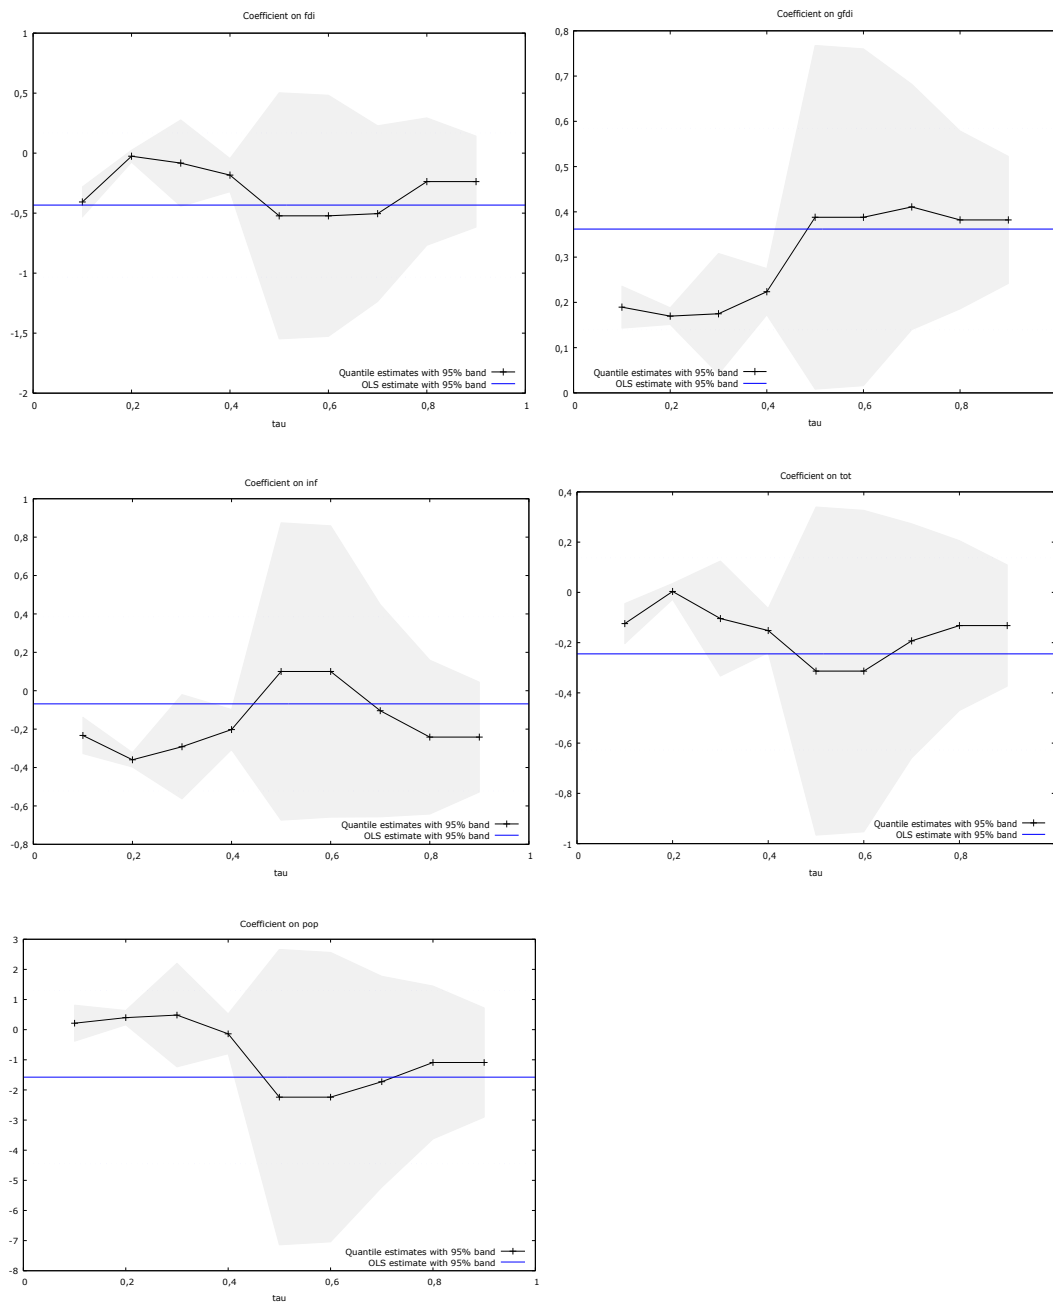 Coefficient on fdi
1
0,5
0
-0,5
-1
-1,5
-2
Quantile estimates with 95% band
OLS estimate with 95% band
0 0,2 0,4 0,6 0,8 1
tau
Coefficient on gfdi
0,8
0,7
0,6
0,5
0,4
0,3
0,2
0,1
0
Quantile estimates with 95% band
OLS estimate with 95% band
0 0,2 0,4 0,6 0,8
tau
Coefficient on inf
1
0,8
0,6
0,4
0,2
0
-0,2
-0,4
-0,6
-0,8
Quantile estimates with 95% band
OLS estimate with 95% band
0 0,2 0,4 0,6 0,8 1
tau
Coefficient on tot
0,4
0,2
0
-0,2
-0,4
-0,6
-0,8
-1
Quantile estimates with 95% band
OLS estimate with 95% band
0 0,2 0,4 0,6 0,8
tau
Coefficient on pop
3
2
1
0
-1
-2
-3
-4
-5
-6
-7
-8
Quantile estimates with 95% band
OLS estimate with 95% band
0 0,2 0,4 0,6 0,8 1
tau